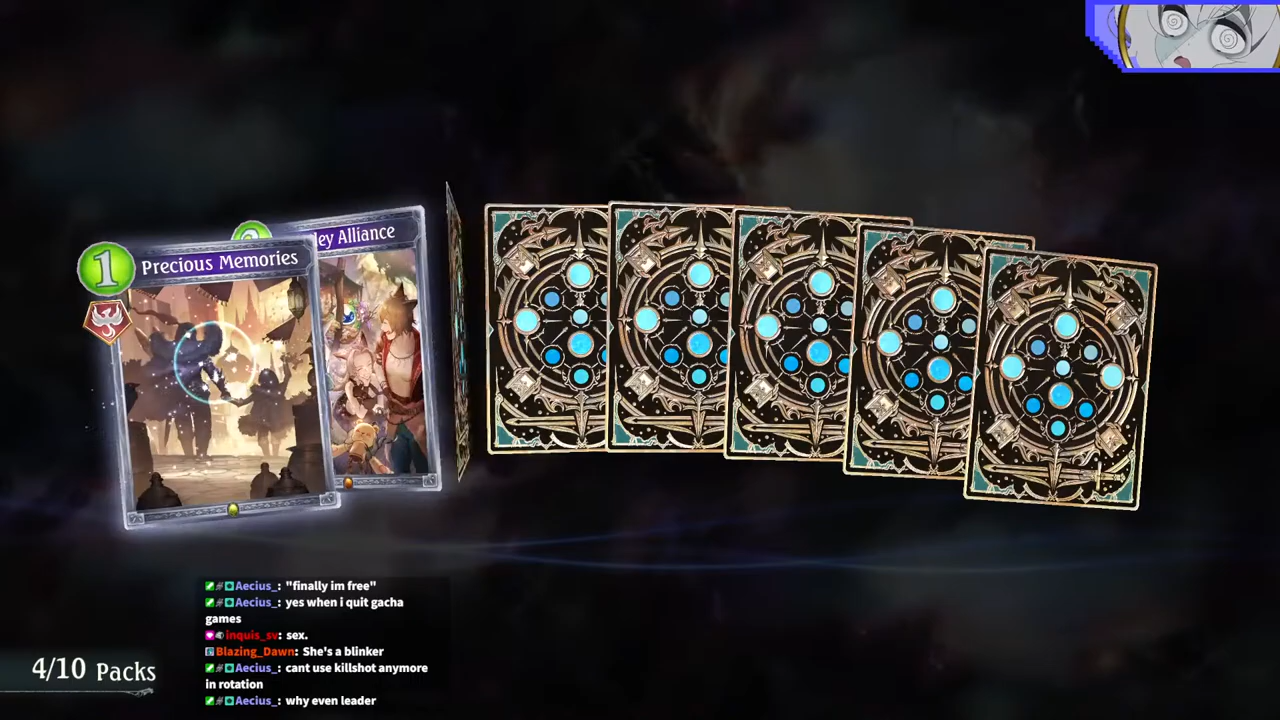 1
Precious Memories
ley Alliance
Aecius_: "finally im free"
Aecius_: yes when i quit gacha
games
inquis_sv: sex.
Blazing_Dawn: She's a blinker
Aecius_: cant use killshot anymore
in rotation
Aecius_: why even leader
4/10 Packs